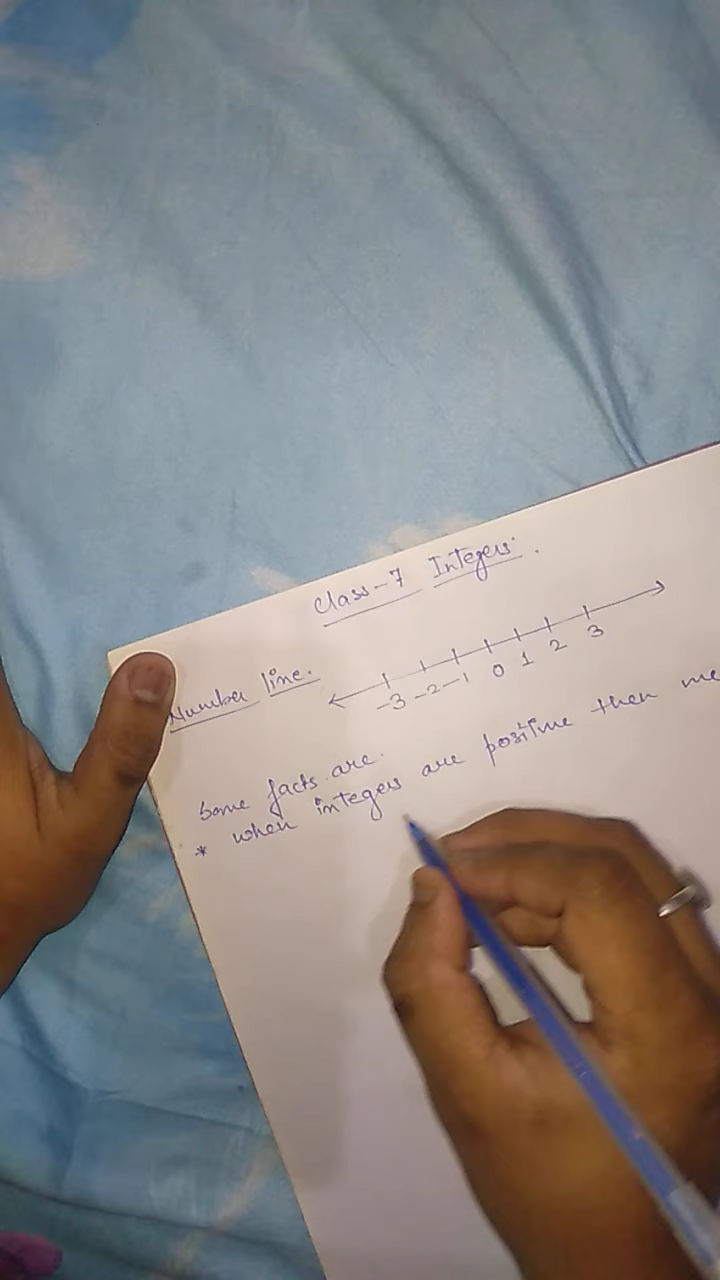 Class-7 Integers.
Number line.
-3 -2 -1 0 1 2 3
Some facts are.
* when integers are positive then